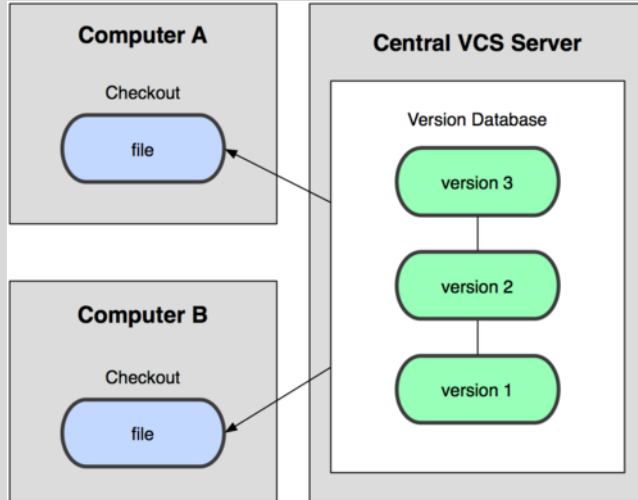 Computer A
Checkout
file
Central VCS Server
Version Database
version 3
version 2
version 1
Computer B
Checkout
file